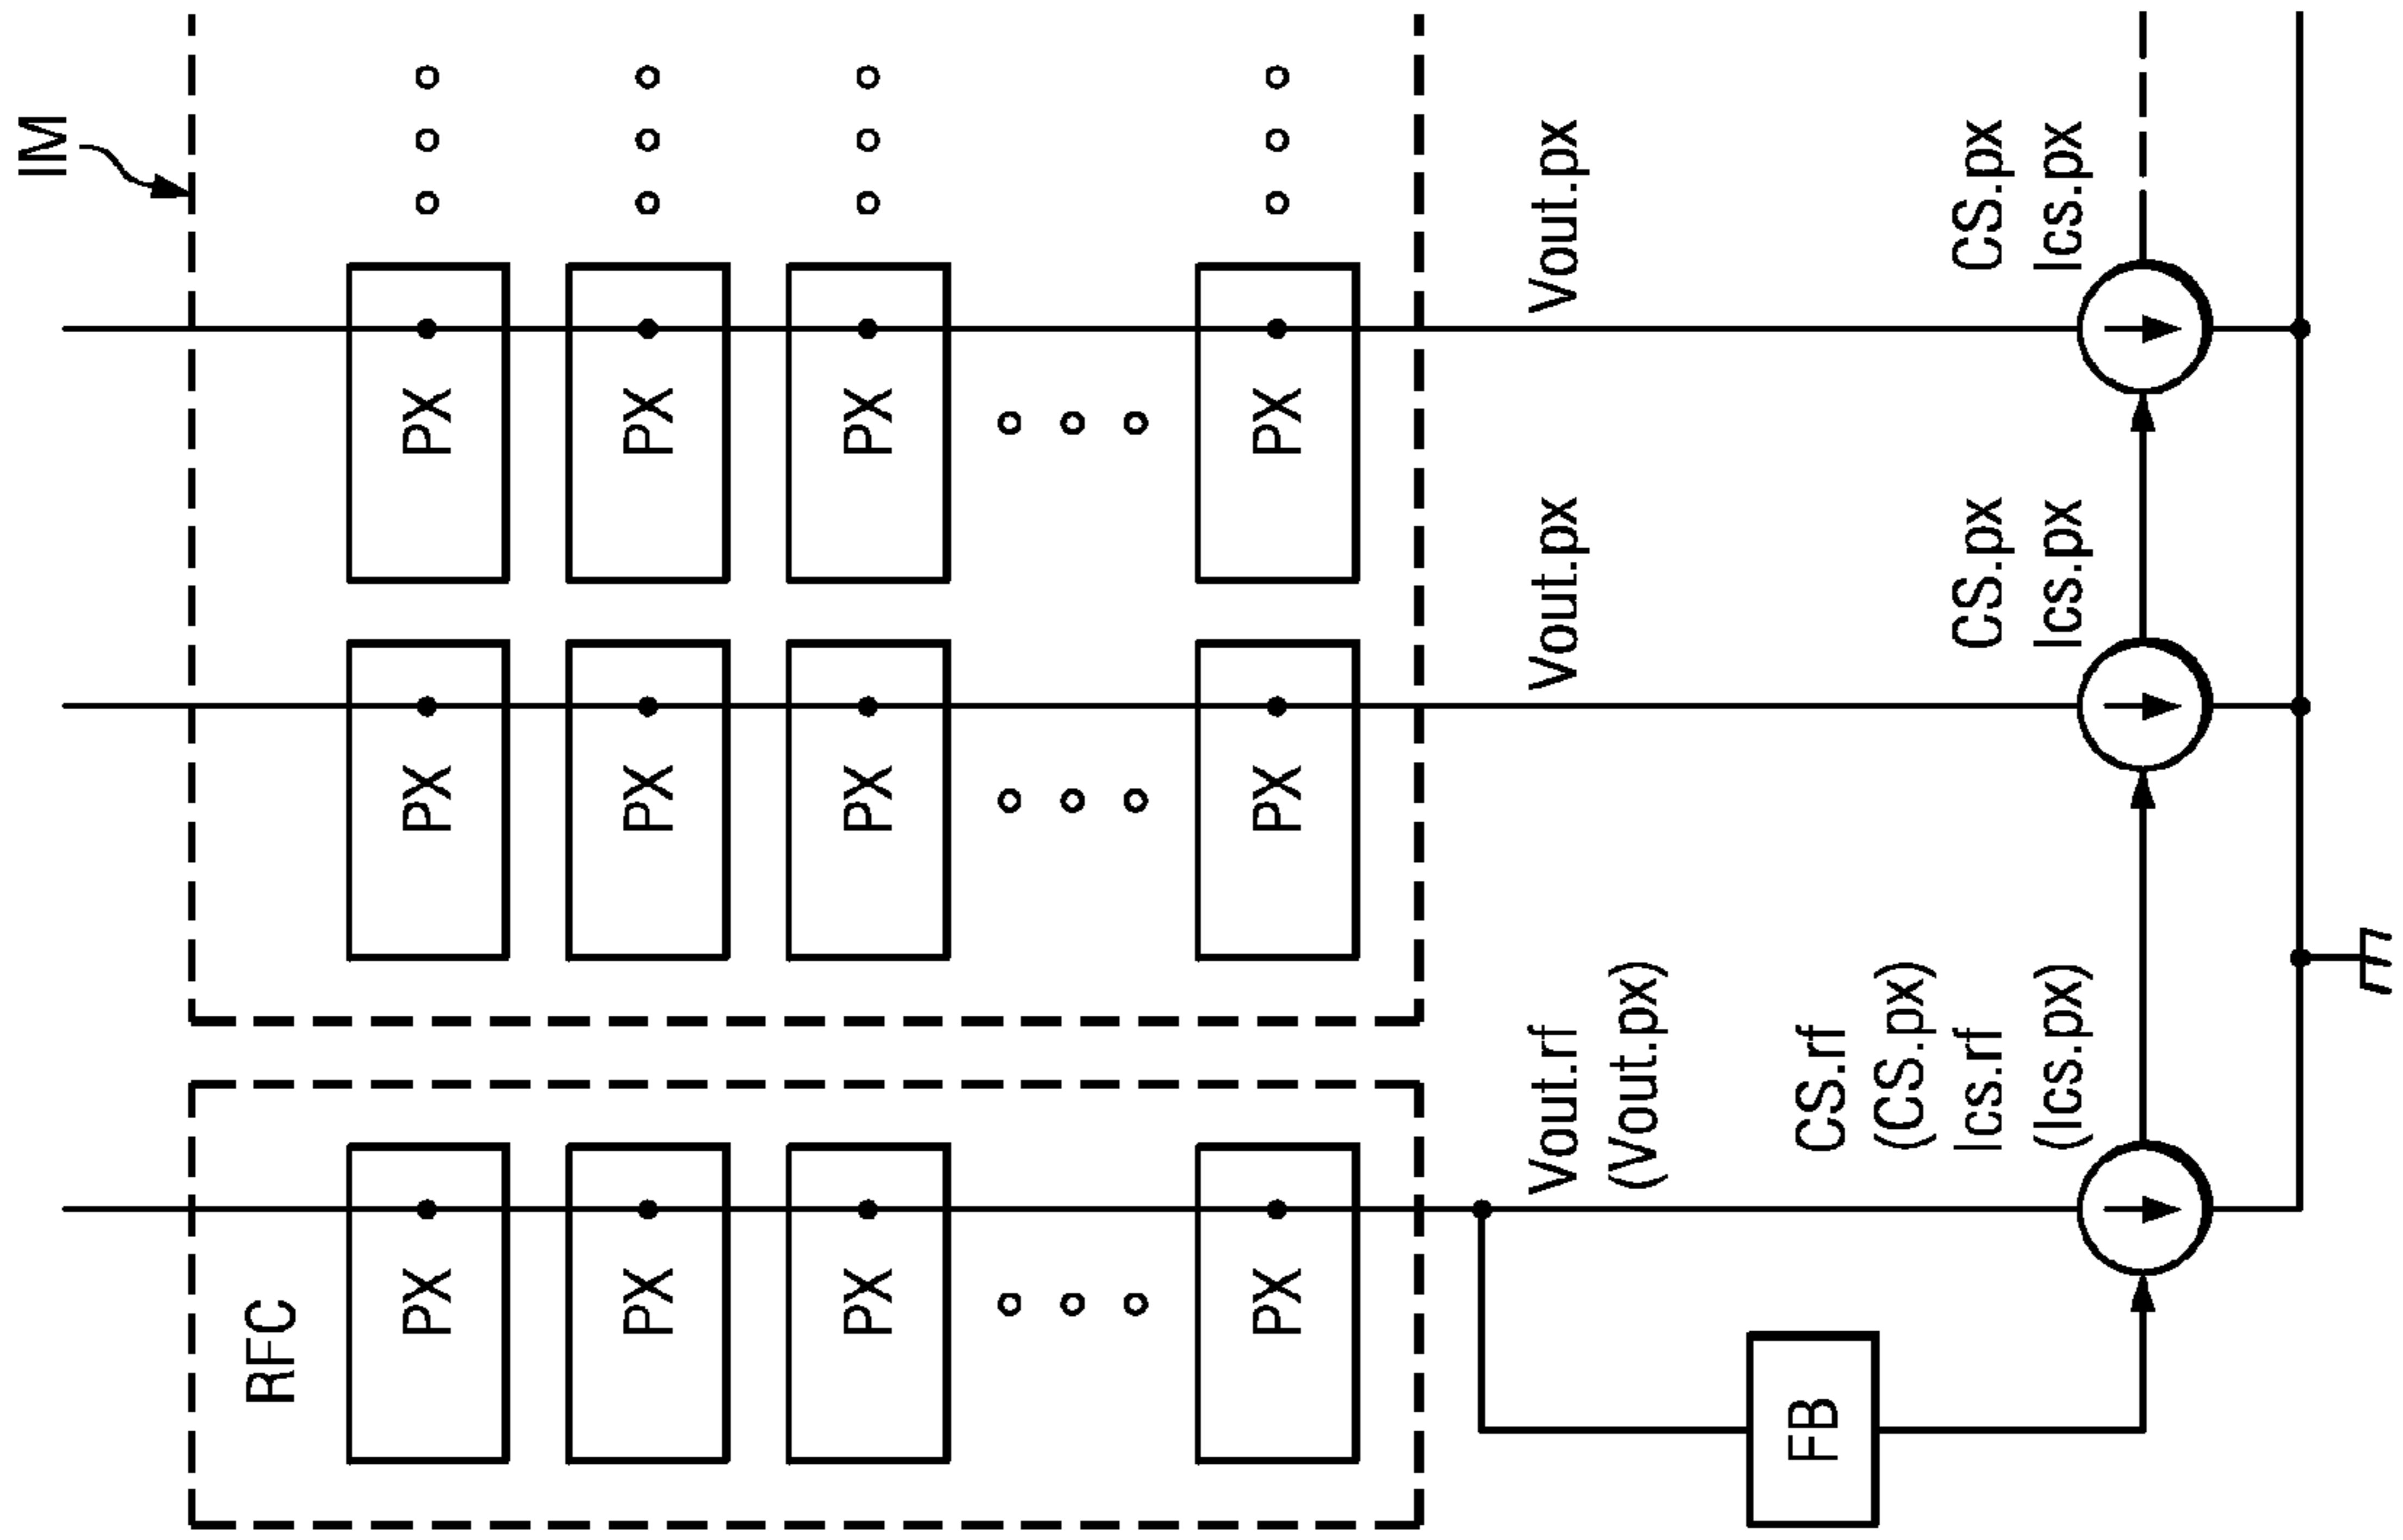 IM
RFC
PX PX PX
PX PX PX
PX PX PX
PX PX PX
Vout.rf Vout.px Vout.px
(Vout.px)
FB CS.rf
(CS.px)
Ics.rf CS.px CS.px
(Ics.px) Ics.px Ics.px